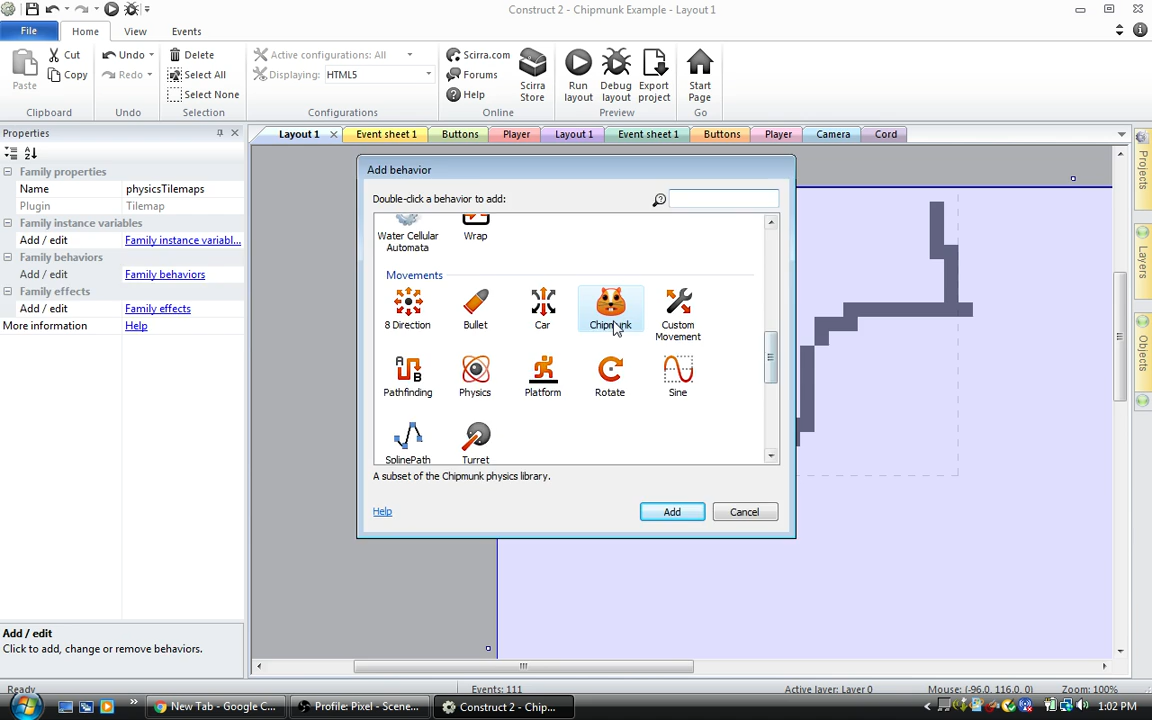 Construct 2 - Chipmunk Example - Layout 1
File Home View Events
Cut Undo Delete Active configurations: All Scirra.com
Paste Copy Redo Select All Displaying: HTML5 Forums Scirra Store Run layout Debug layout Export project Start Page
Select None Help
Clipboard Undo Selection Configurations Online Preview Go
Properties Layout 1 Event sheet 1 Buttons Player Layout 1 Event sheet 1 Buttons Player Camera Cord
Family properties
Name physicsTilemaps
Plugin Tilemap
Family instance variables
Add / edit Family instance variabl...
Family behaviors
Add / edit Family behaviors
Family effects
Add / edit Family effects
More information Help
Add / edit
Click to add, change or remove behaviors.
Add behavior
Double-click a behavior to add:
Water Cellular Automata Wrap
Movements
8 Direction Bullet Car Chipmunk Custom Movement
Pathfinding Physics Platform Rotate Sine
SplinePath Turret
A subset of the Chipmunk physics library.
Help Add Cancel
Projects
Layers
Objects
Ready Events: 111 Active layer: Layer 0 Mouse: (-96.0, 116.0, 0) Zoom: 100%
New Tab - Google C... Profile: Pixel - Scene... Construct 2 - Chip... 1:02 PM